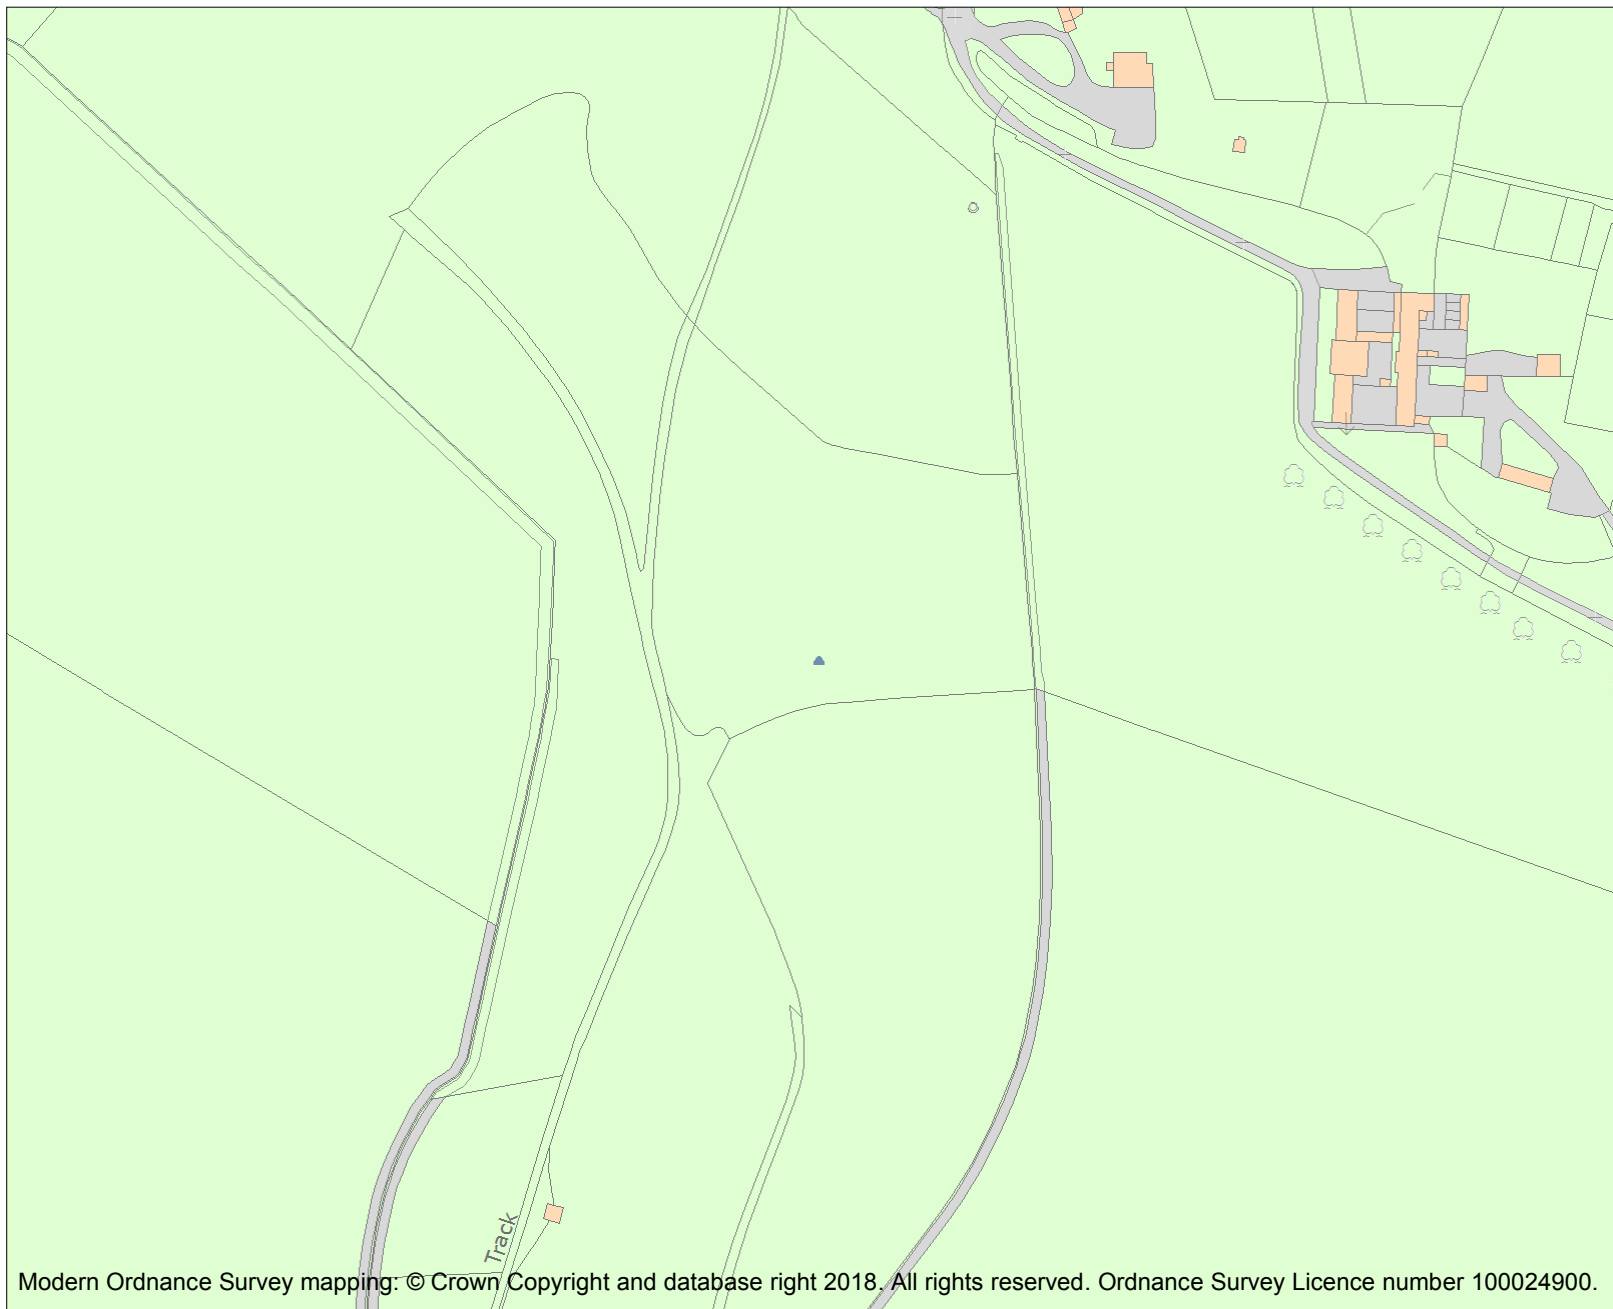 Track
Modern Ordnance Survey mapping: © Crown Copyright and database right 2018. All rights reserved. Ordnance Survey Licence number 100024900.